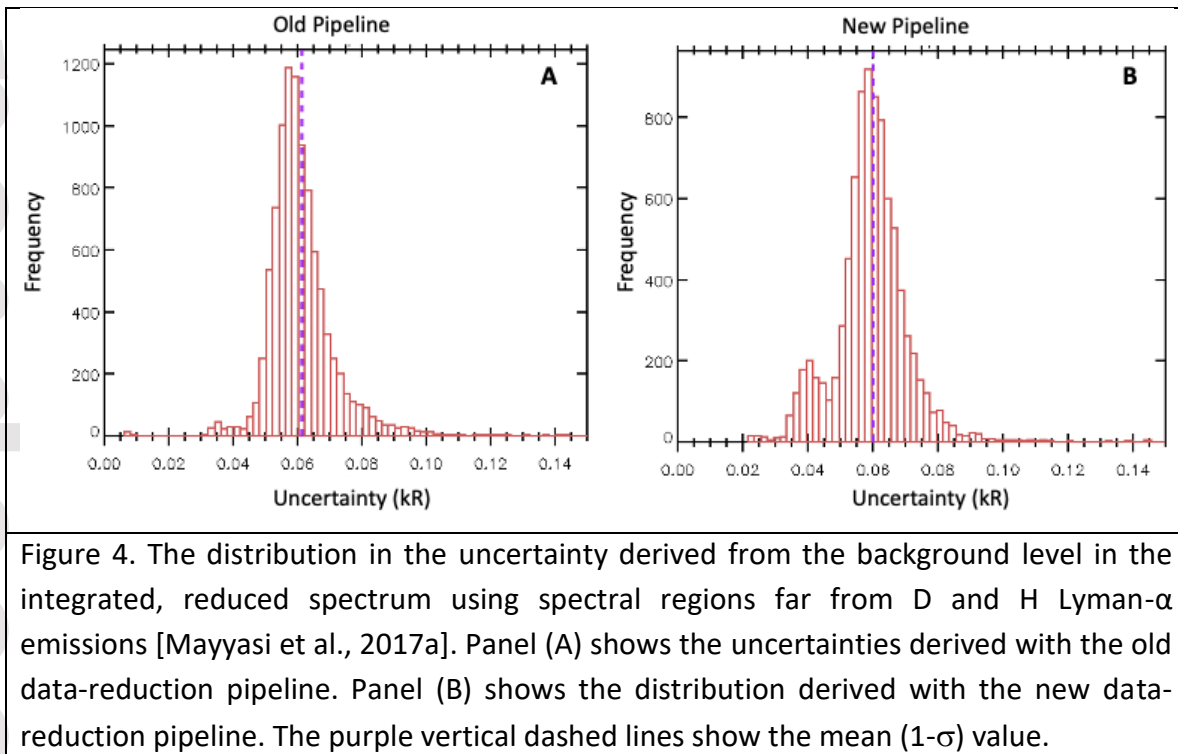 Old Pipeline
New Pipeline
A
B
1200
1000
800
600
400
200
0
800
600
400
200
0
Frequency
Frequency
0.00 0.02 0.04 0.06 0.08 0.10 0.12 0.14
0.00 0.02 0.04 0.06 0.08 0.10 0.12 0.14
Uncertainty (kR)
Uncertainty (kR)
Figure 4. The distribution in the uncertainty derived from the background level in the
integrated, reduced spectrum using spectral regions far from D and H Lyman-α
emissions [Mayyasi et al., 2017a]. Panel (A) shows the uncertainties derived with the old
data-reduction pipeline. Panel (B) shows the distribution derived with the new data-
reduction pipeline. The purple vertical dashed lines show the mean (1-σ) value.